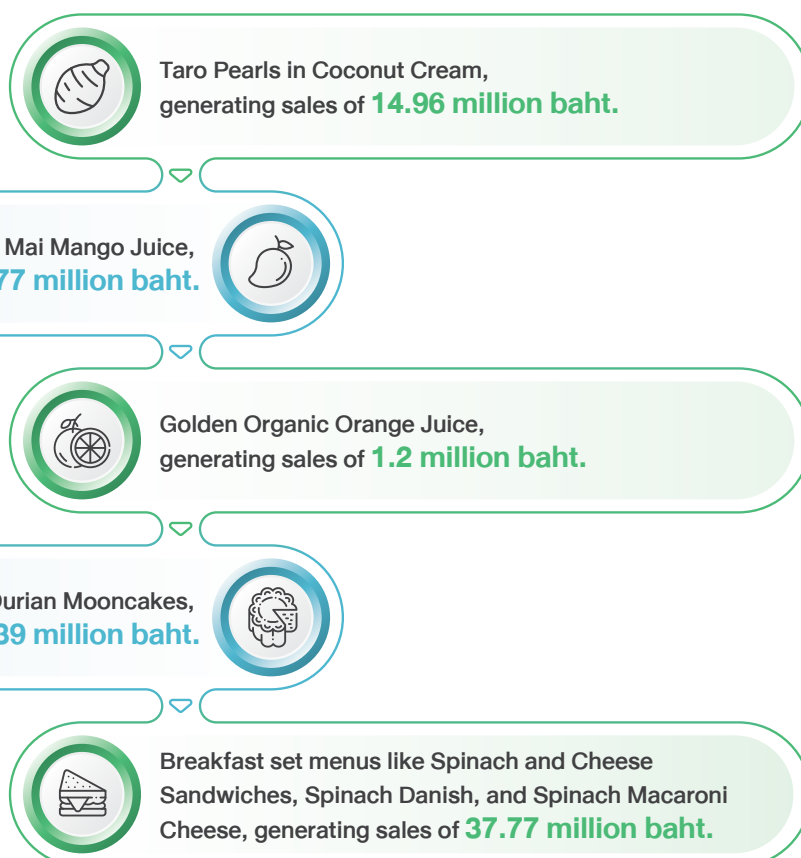 Taro Pearls in Coconut Cream,
generating sales of 14.96 million baht.
Mai Mango Juice,
77 million baht.
Golden Organic Orange Juice,
generating sales of 1.2 million baht.
Durian Mooncakes,
39 million baht.
Breakfast set menus like Spinach and Cheese
Sandwiches, Spinach Danish, and Spinach Macaroni
Cheese, generating sales of 37.77 million baht.